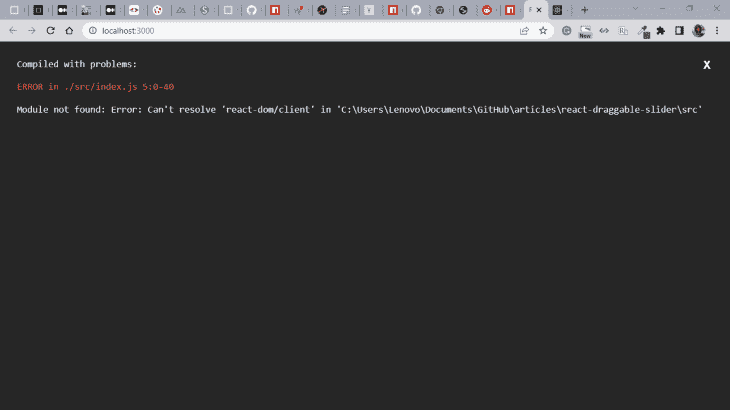 localhost:3000
New
Compiled with problems:
X
ERROR in ./src/index.js 5:0-40
Module not found: Error: Can't resolve 'react-dom/client' in 'C:\Users\Lenovo\Documents\GitHub\articles\react-draggable-slider\src'